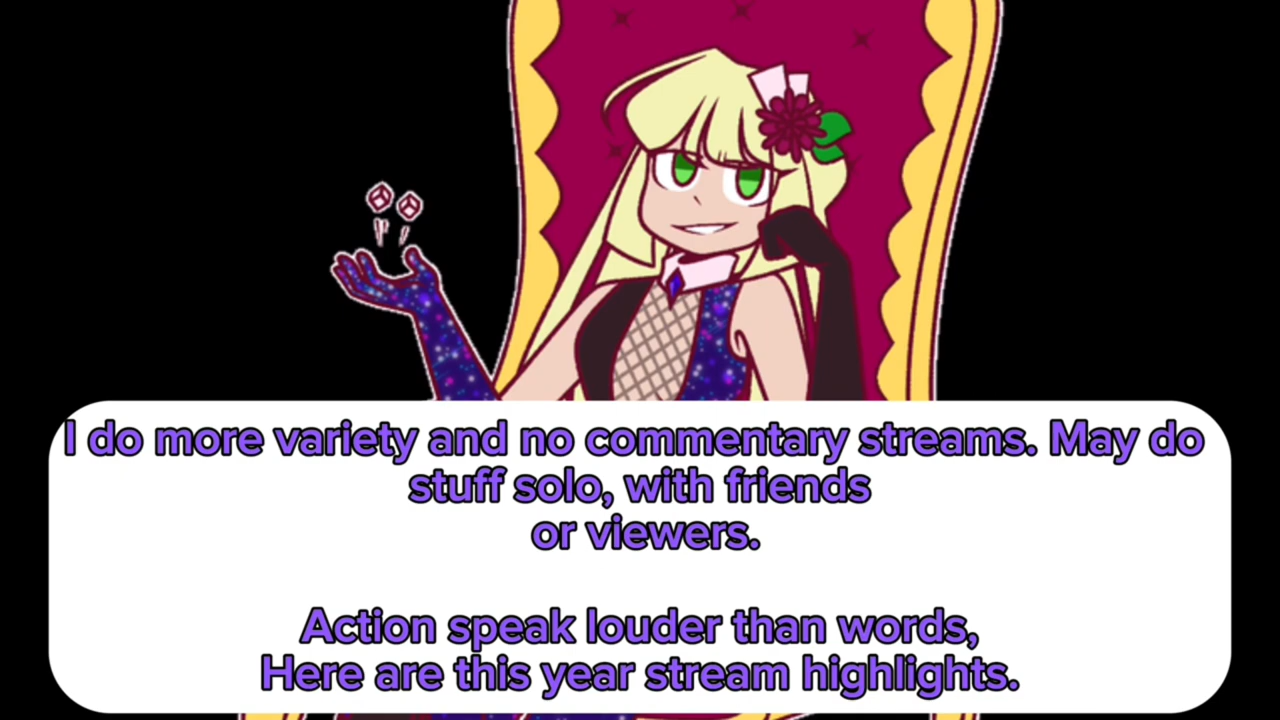 I do more variety and no commentary streams. May do
stuff solo, with friends
or viewers.
Action speak louder than words,
Here are this year stream highlights.